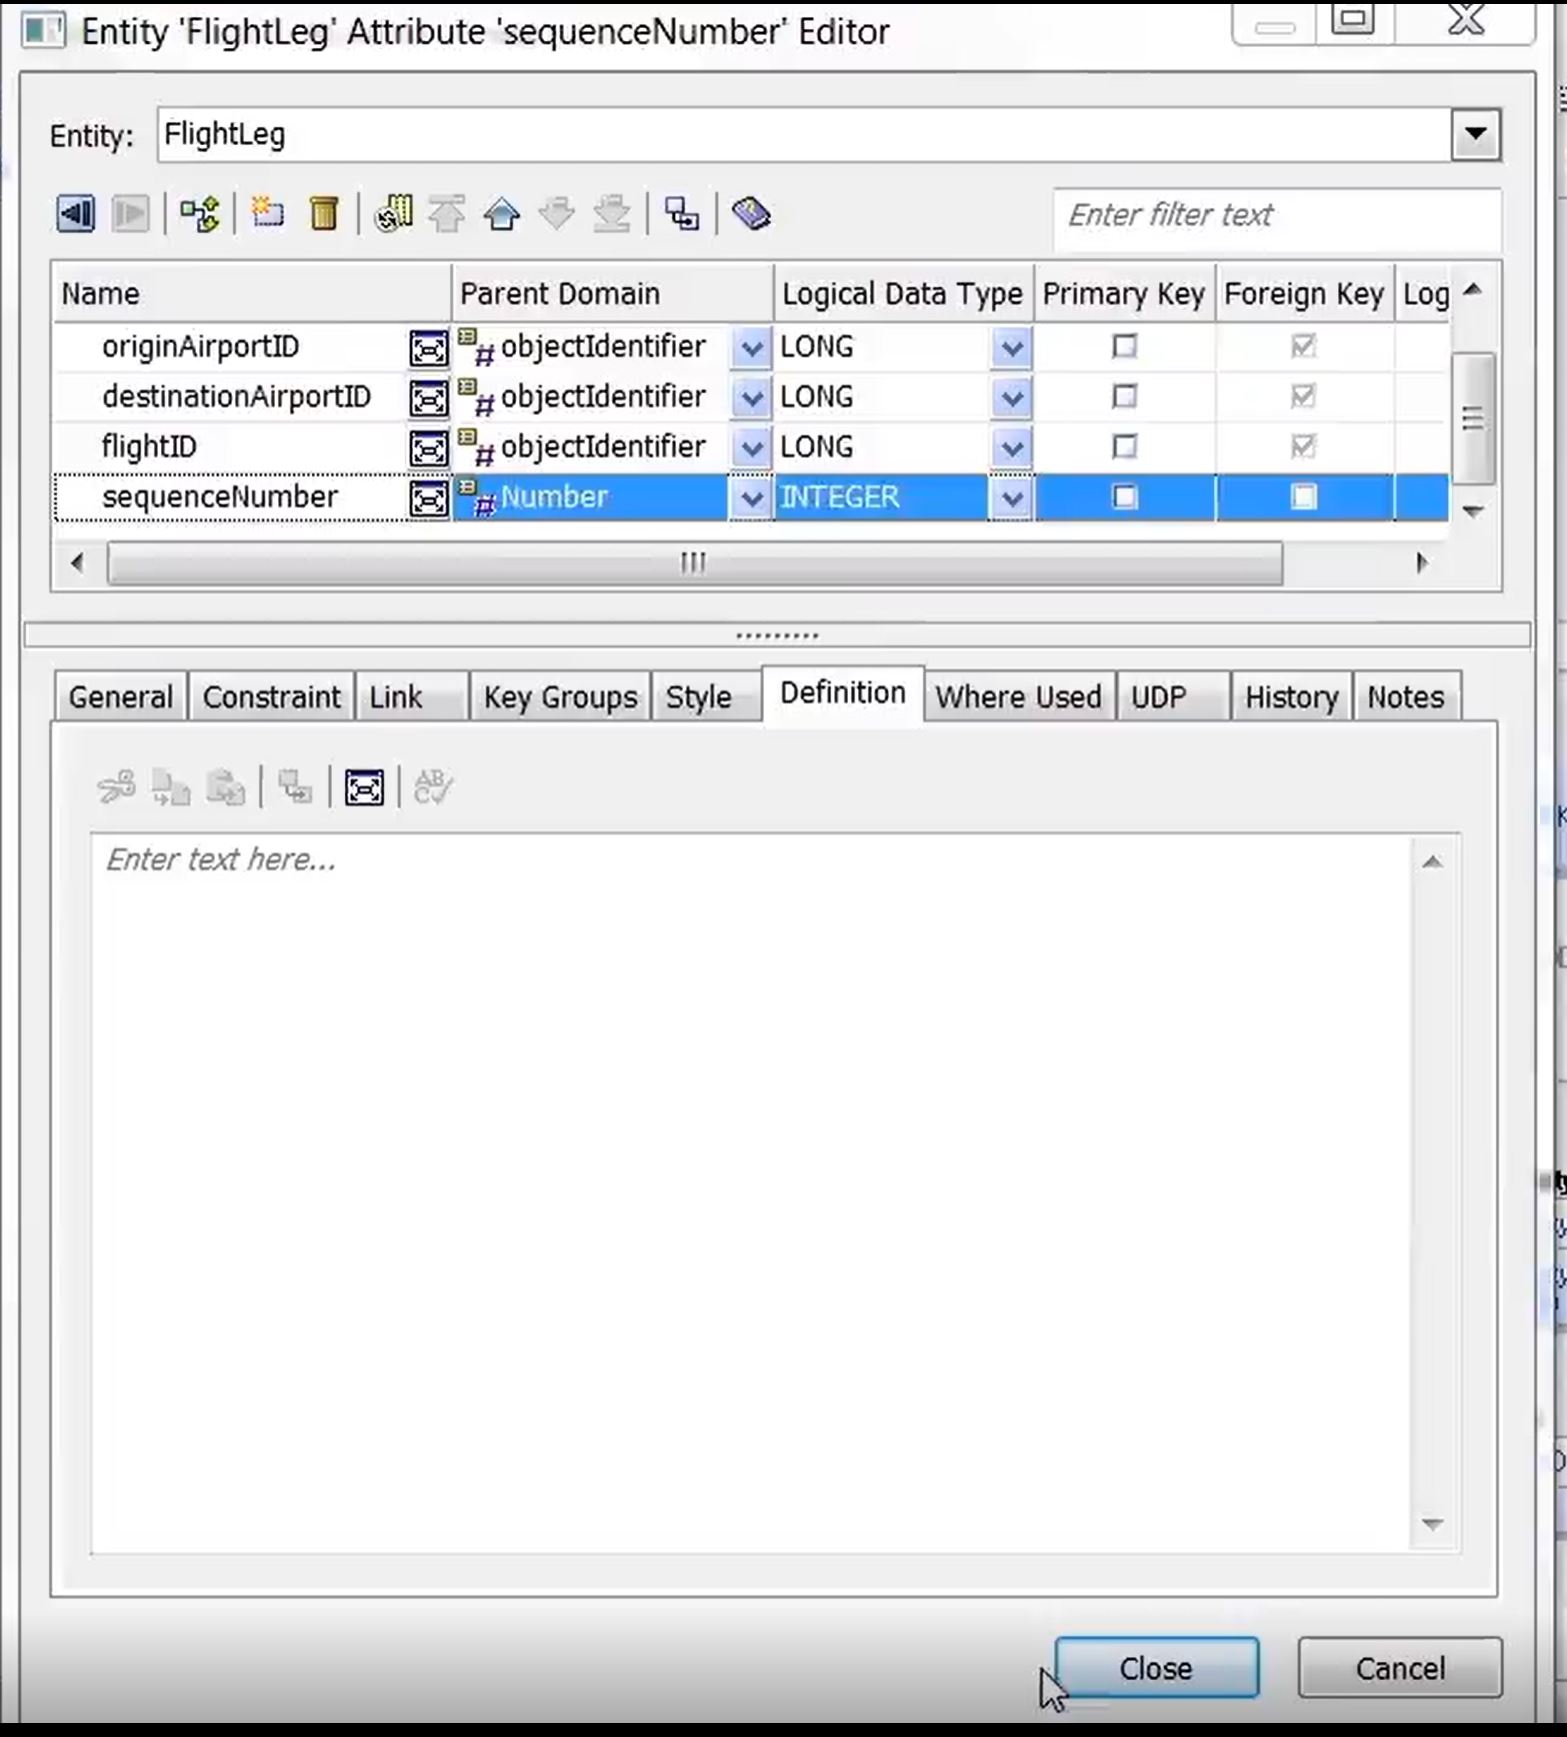 Entity 'FlightLeg' Attribute 'sequenceNumber' Editor
Entity: FlightLeg
Enter filter text
Name Parent Domain Logical Data Type Primary Key Foreign Key Log
originAirportID objectIdentifier LONG
destinationAirportID objectIdentifier LONG
flightID objectIdentifier LONG
sequenceNumber Number INTEGER
General Constraint Link Key Groups Style Definition Where Used UDP History Notes
Enter text here...
Close Cancel